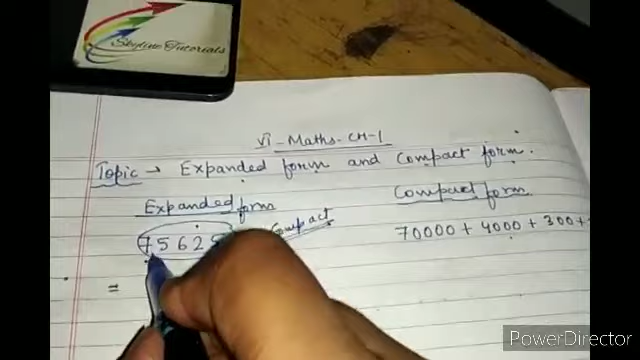 Skyline Tutorials
VI - Maths - CH-1
Topic → Expanded form and Compact form.
Expanded form
Compact form
Compact
7562
70000 + 4000 + 300 +
=
PowerDirector